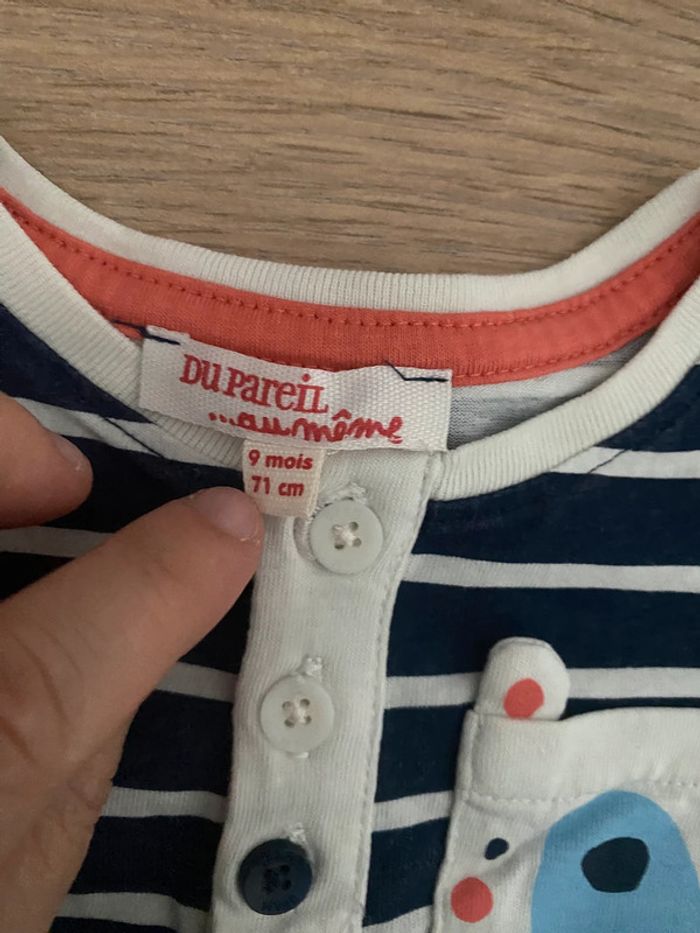 DU PAREIL
...au même
9 mois
71 cm